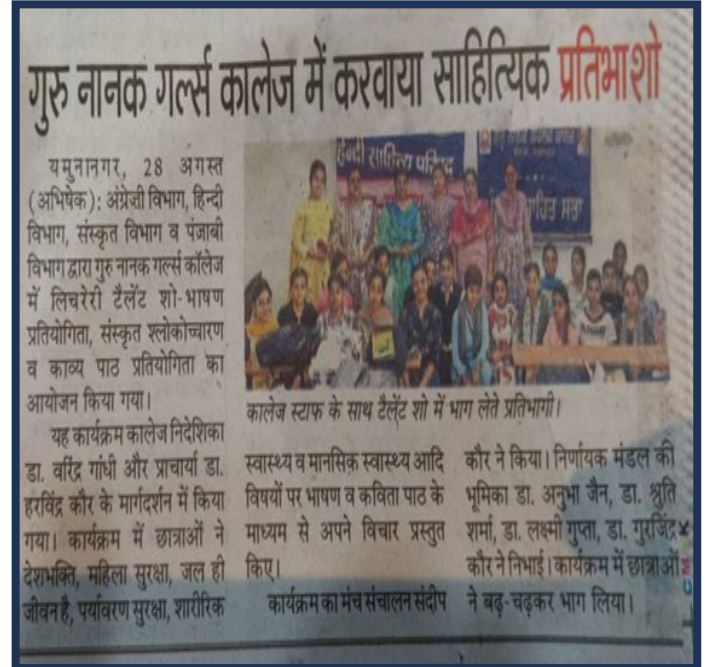 गुरु नानक गर्ल्स कालेज में करवाया साहित्यिक प्रतिभा शो
यमुनानगर, 28 अगस्त
(अभिषेक): अंग्रेजी विभाग, हिन्दी
विभाग, संस्कृत विभाग व पंजाबी
विभाग द्वारा गुरु नानक गर्ल्स कॉलेज
में लिचरेरी टैलेंट शो-भाषण
प्रतियोगिता, संस्कृत श्लोकोच्चारण
व काव्य पाठ प्रतियोगिता का
आयोजन किया गया।
यह कार्यक्रम कालेज निदेशिका
डा. वरिंद्र गांधी और प्राचार्या डा.
हरविंद्र कौर के मार्गदर्शन में किया
गया। कार्यक्रम में छात्राओं ने
देशभक्ति, महिला सुरक्षा, जल ही
जीवन है, पर्यावरण सुरक्षा, शारीरिक
हिन्दी साहित्य परिषद
कालेज स्टाफ के साथ टैलेंट शो में भाग लेते प्रतिभागी।
स्वास्थ्य व मानसिक स्वास्थ्य आदि
विषयों पर भाषण व कविता पाठ के
माध्यम से अपने विचार प्रस्तुत
किए।
कार्यक्रम का मंच संचालन संदीप
कौर ने किया। निर्णायक मंडल की
भूमिका डा. अनुभा जैन, डा. श्रुति
शर्मा, डा. लक्ष्मी गुप्ता, डा. गुरजिंद्र
कौर ने निभाई। कार्यक्रम में छात्राओं
ने बढ़-चढ़कर भाग लिया।